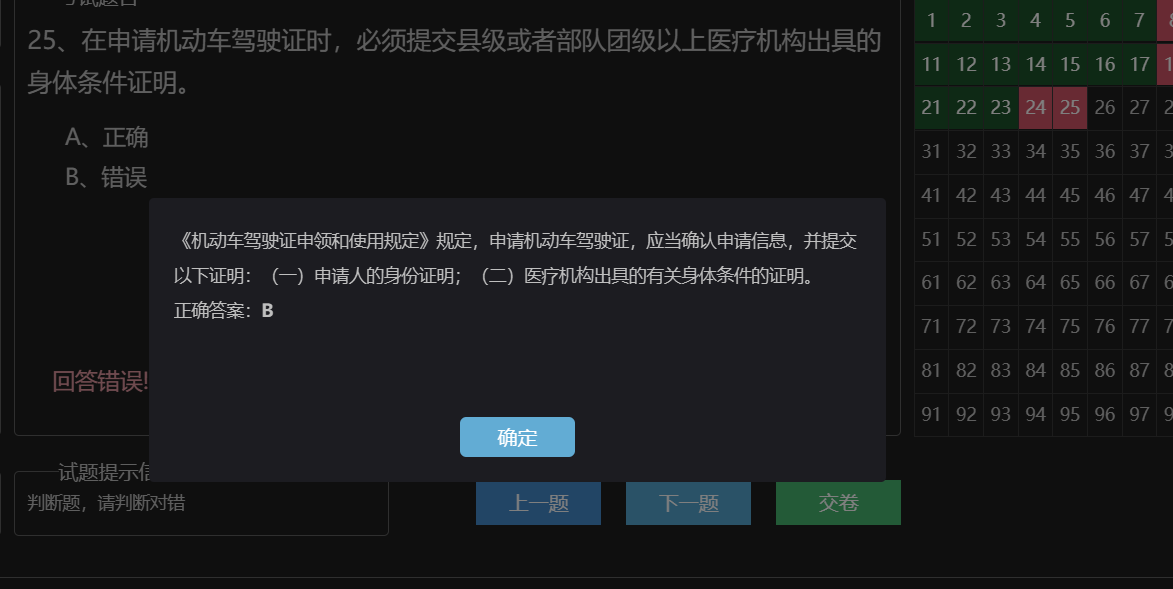 25、在申请机动车驾驶证时，必须提交县级或者部队团级以上医疗机构出具的
身体条件证明。
A、正确
B、错误
《机动车驾驶证申领和使用规定》规定，申请机动车驾驶证，应当确认申请信息，并提交
以下证明：（一）申请人的身份证明；（二）医疗机构出具的有关身体条件的证明。
正确答案：B
回答错误!
确定
试题提示信
判断题，请判断对错
上一题 下一题 交卷
1 2 3 4 5 6 7
11 12 13 14 15 16 17
21 22 23 24 25 26 27
31 32 33 34 35 36 37
41 42 43 44 45 46 47
51 52 53 54 55 56 57
61 62 63 64 65 66 67
71 72 73 74 75 76 77
81 82 83 84 85 86 87
91 92 93 94 95 96 97